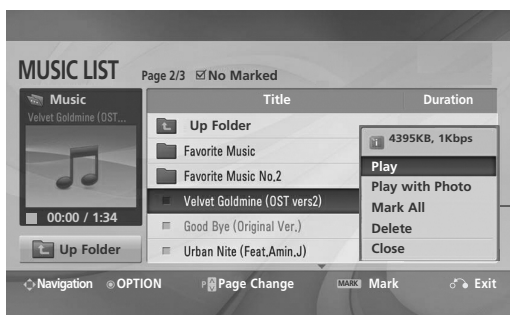 MUSIC LIST Page 2/3 No Marked
Music
Velvet Goldmine (OST...
00:00 / 1:34
Up Folder
Title Duration
Up Folder
Favorite Music
Favorite Music No.2
Velvet Goldmine (OST vers2)
Good Bye (Original Ver.)
Urban Nite (Feat.Amin.J)
4395KB, 1Kbps
Play
Play with Photo
Mark All
Delete
Close
Navigation OPTION P Page Change MARK Mark Exit